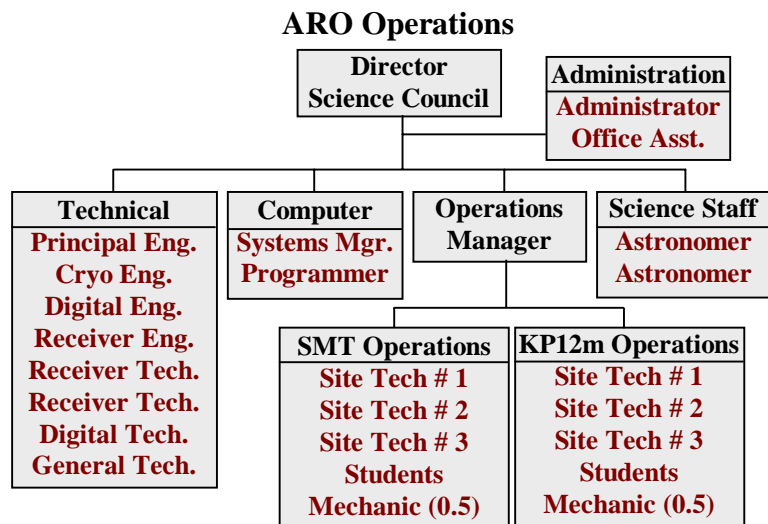 ARO Operations
Director
Science Council
Administration
Administrator
Office Asst.
Technical
Principal Eng.
Cryo Eng.
Digital Eng.
Receiver Eng.
Receiver Tech.
Receiver Tech.
Digital Tech.
General Tech.
Computer
Systems Mgr.
Programmer
Operations
Manager
Science Staff
Astronomer
Astronomer
SMT Operations
Site Tech # 1
Site Tech # 2
Site Tech # 3
Students
Mechanic (0.5)
KP12m Operations
Site Tech # 1
Site Tech # 2
Site Tech # 3
Students
Mechanic (0.5)